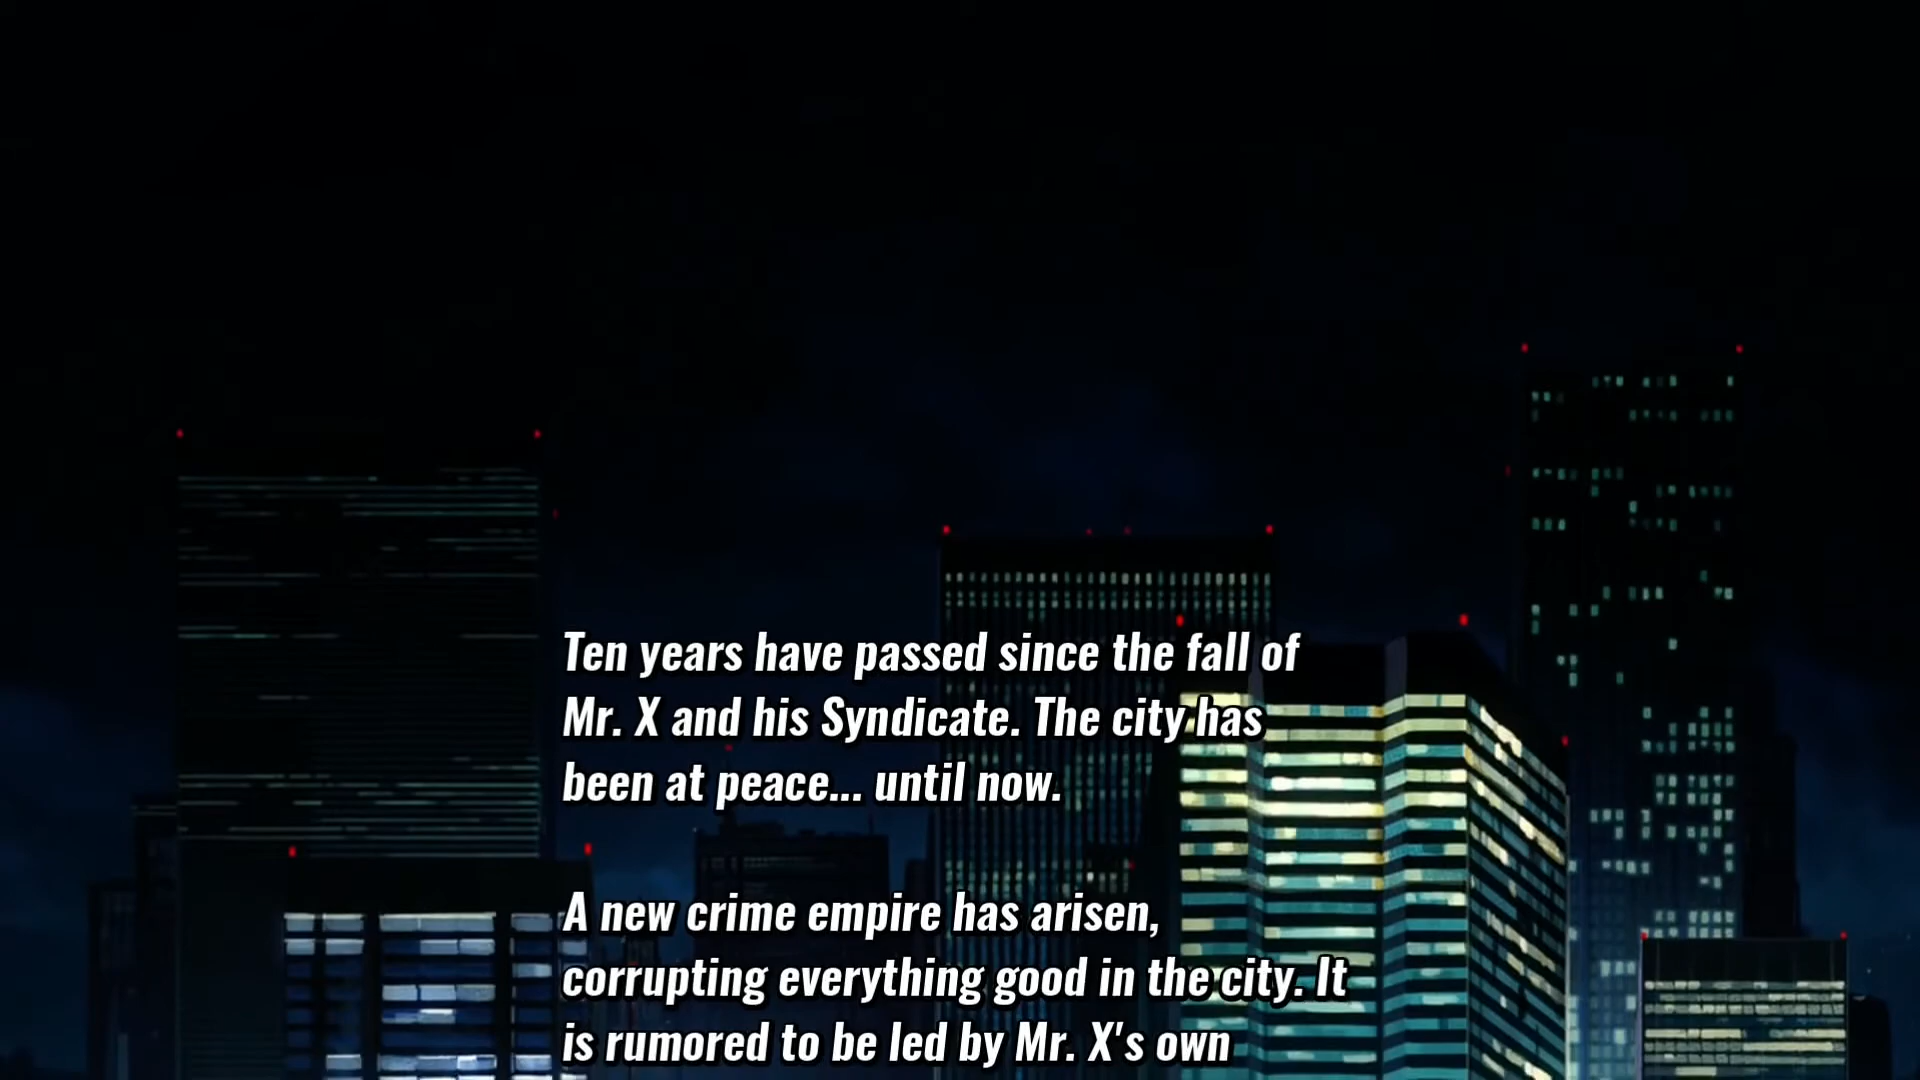 Ten years have passed since the fall of
Mr. X and his Syndicate. The city has
been at peace... until now.
A new crime empire has arisen,
corrupting everything good in the city. It
is rumored to be led by Mr. X's own